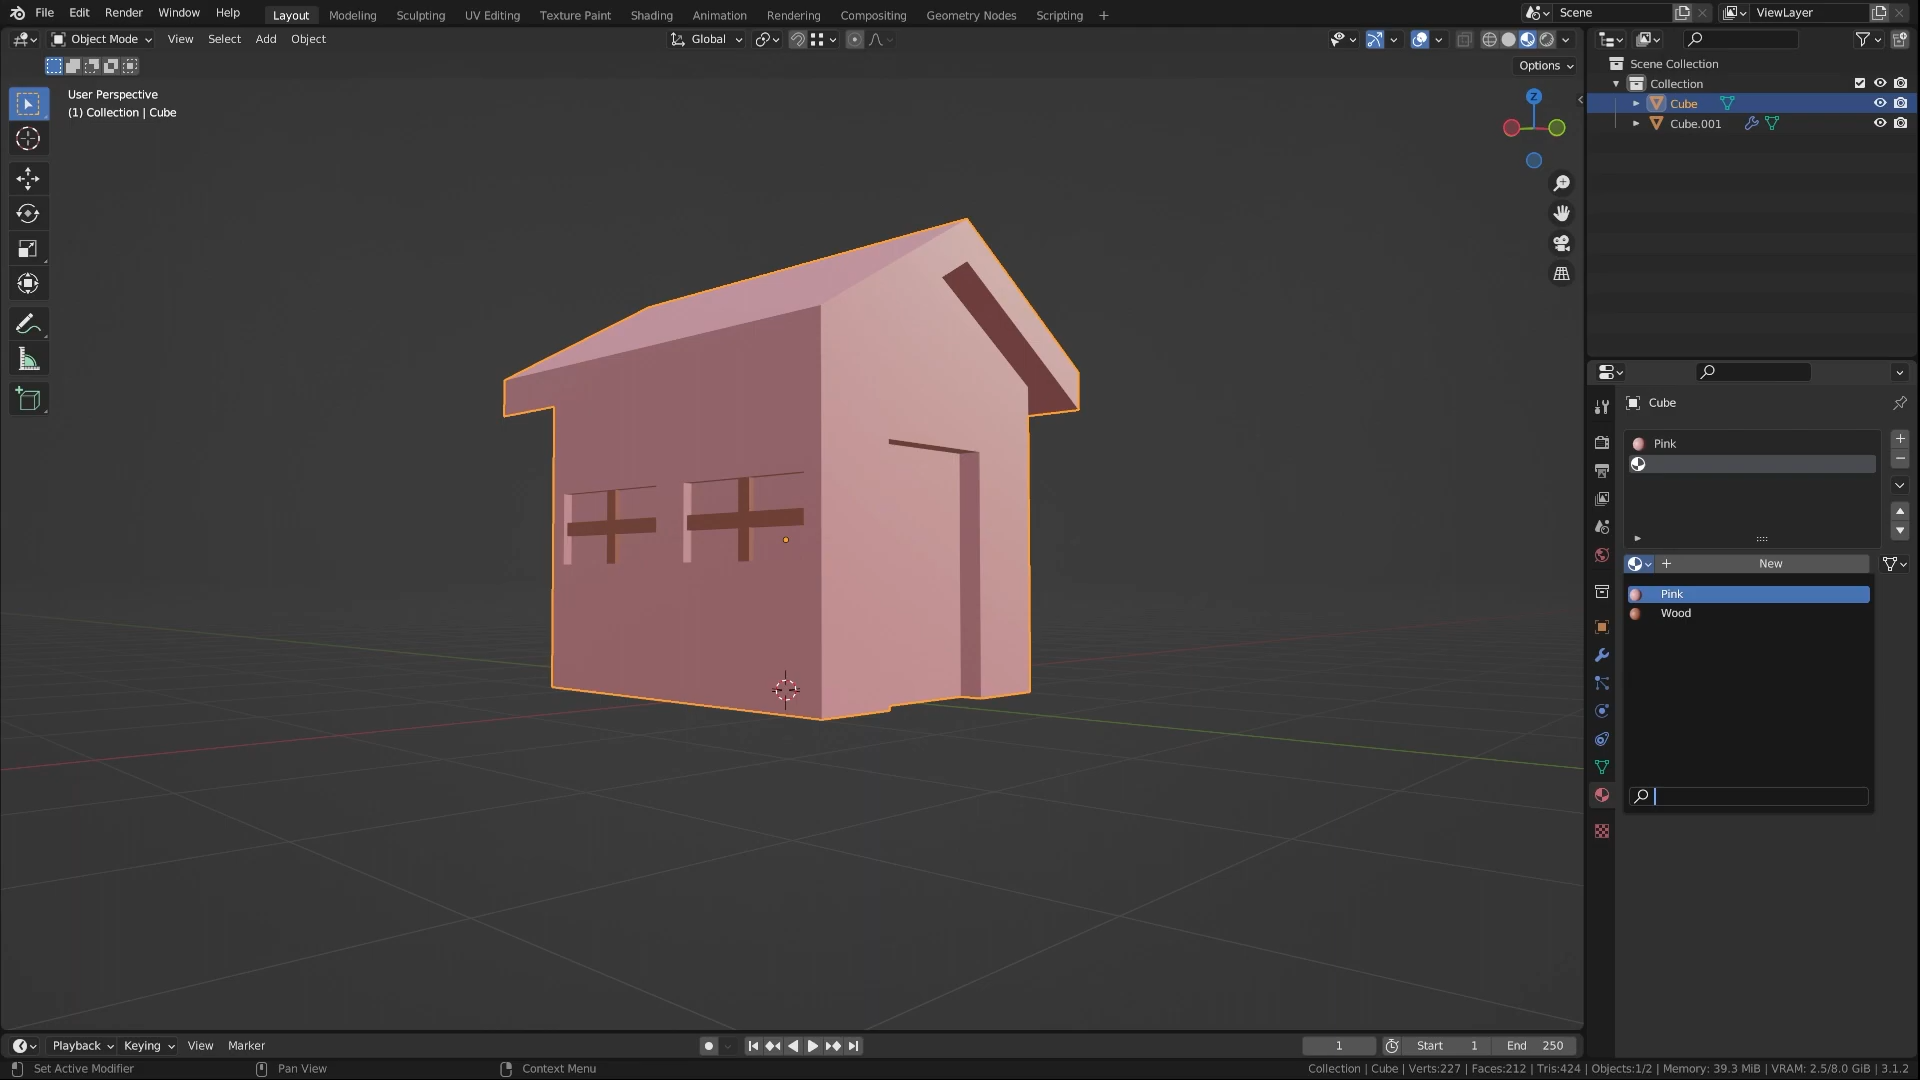 File Edit Render Window Help Layout Modeling Sculpting UV Editing Texture Paint Shading Animation Rendering Compositing Geometry Nodes Scripting + Scene ViewLayer
Object Mode View Select Add Object Global
Options
User Perspective
(1) Collection | Cube
Z
Scene Collection
Collection
Cube
Cube.001
Cube
Pink
New
Pink
Wood
Playback Keying View Marker 1 Start 1 End 250
Set Active Modifier Pan View Context Menu Collection | Cube | Verts:227 | Faces:212 | Tris:424 | Objects:1/2 | Memory: 39.3 MiB | VRAM: 2.5/8.0 GiB | 3.1.2